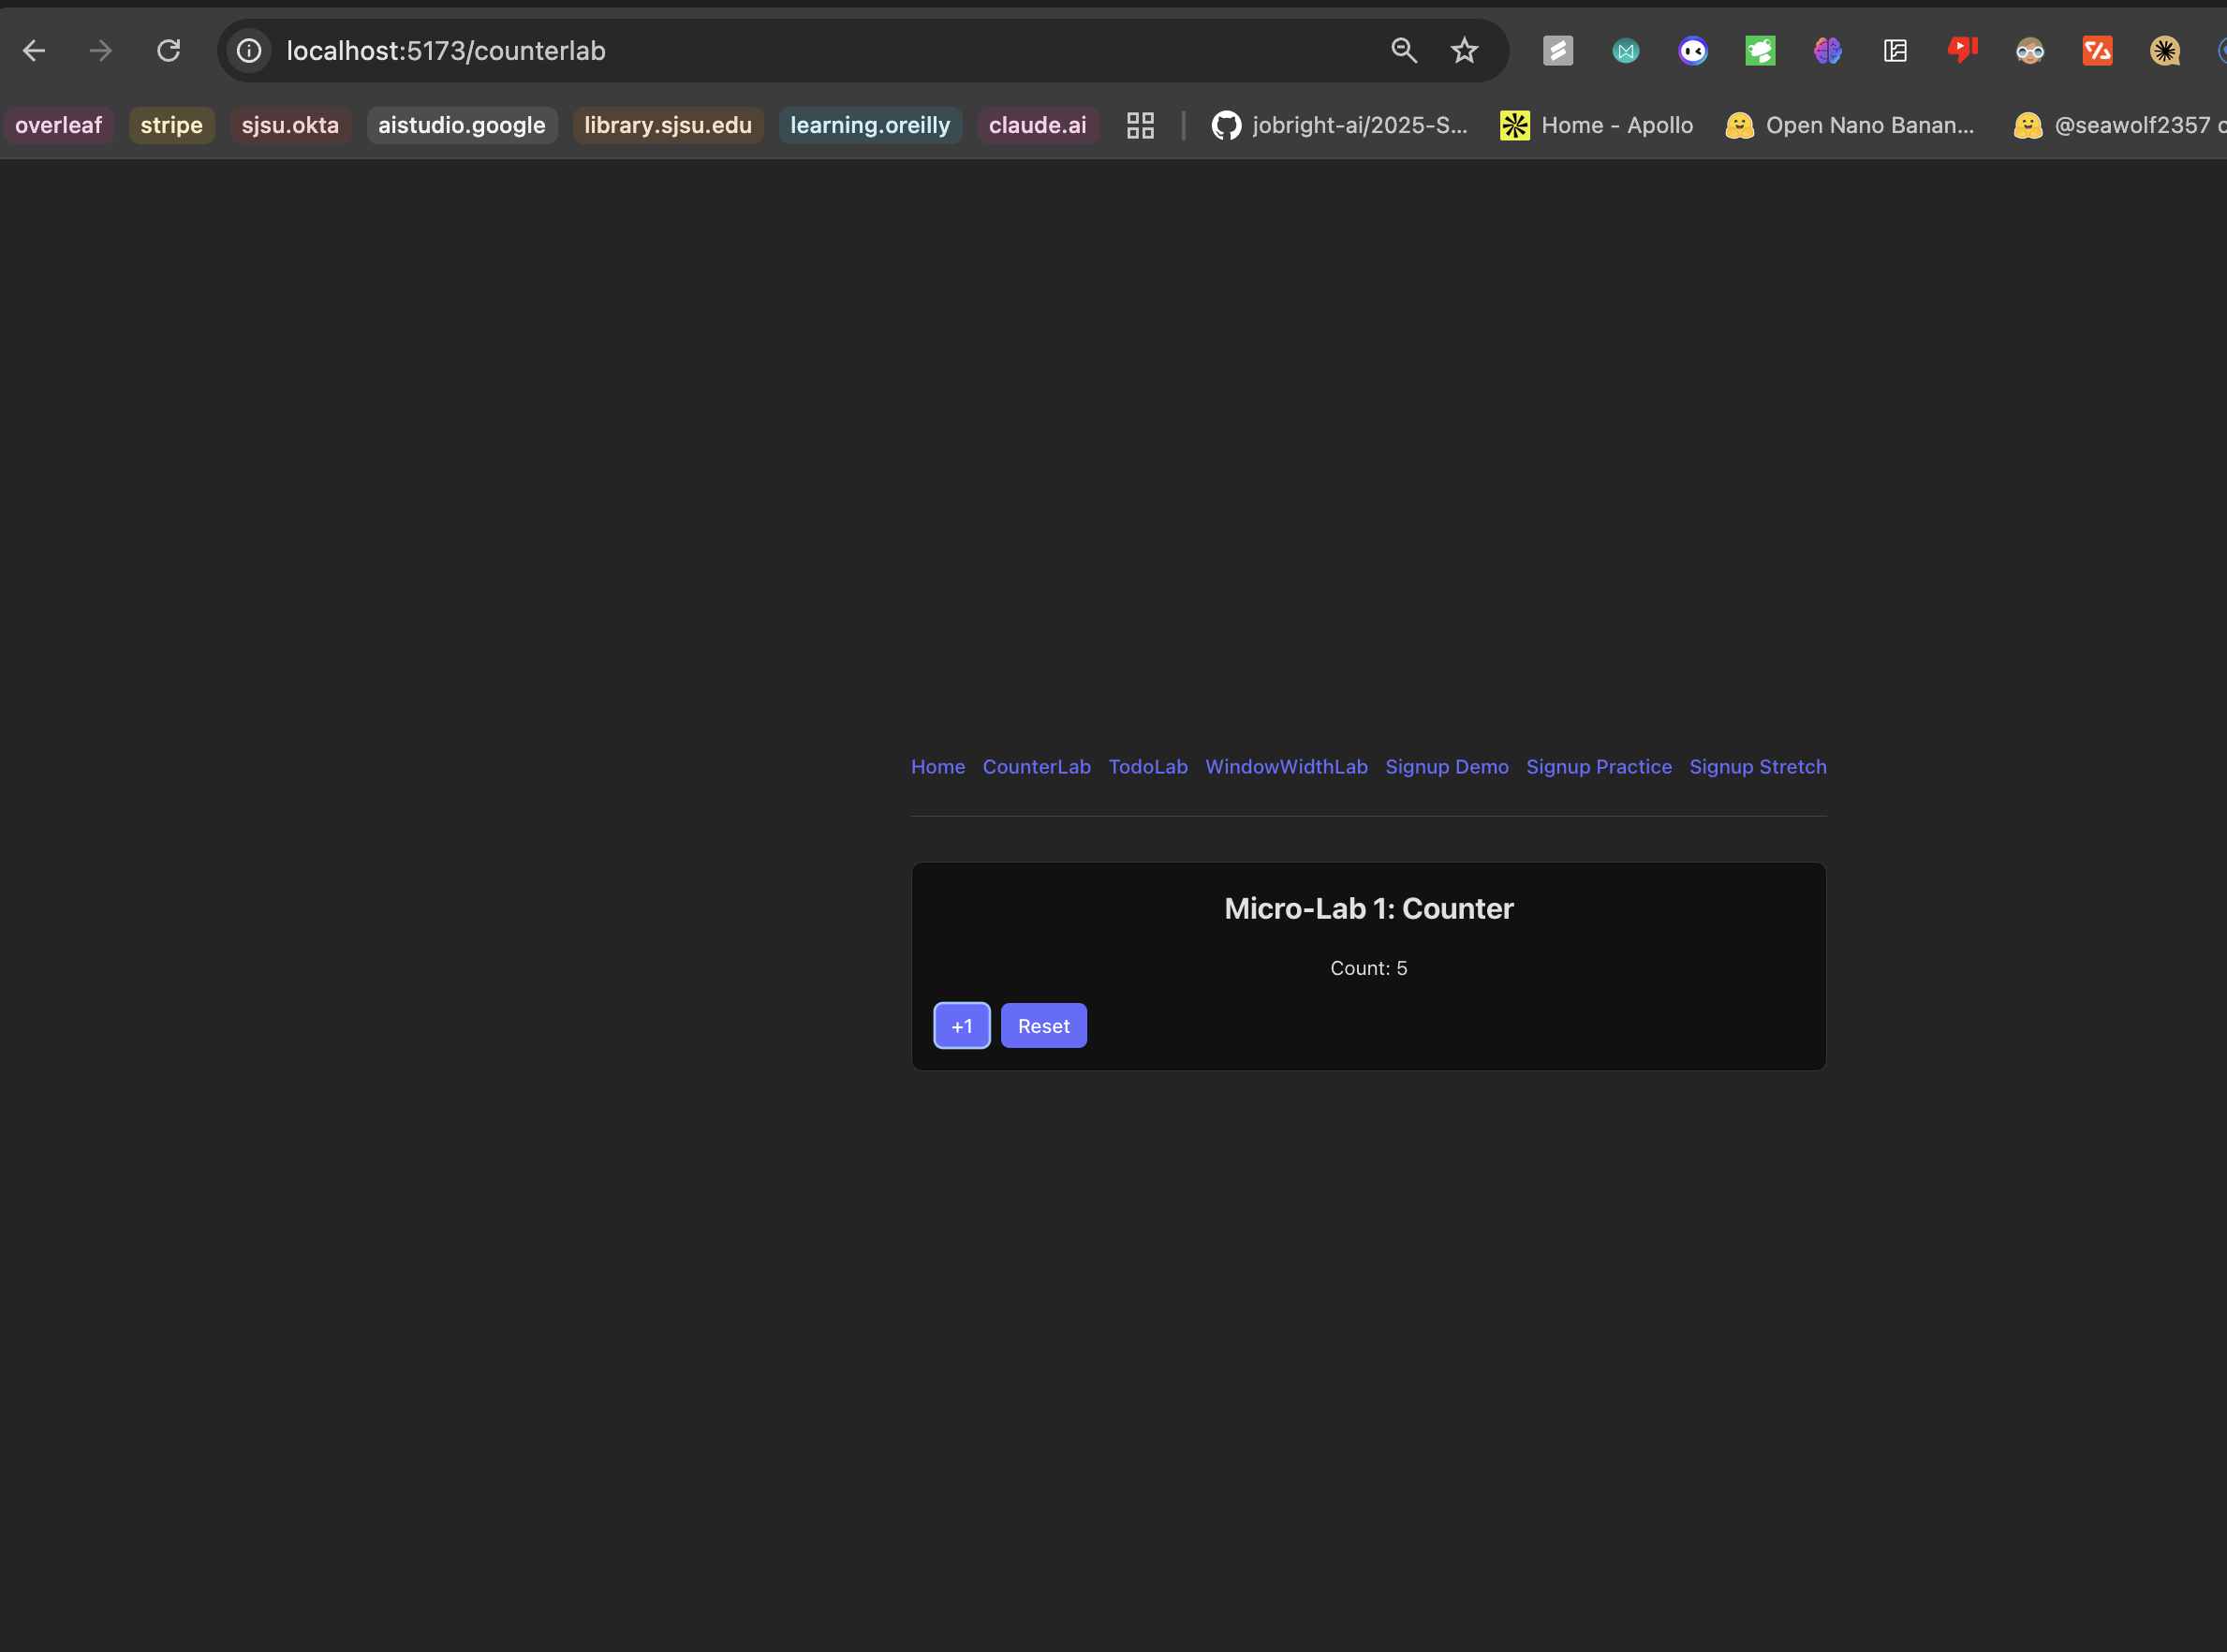 localhost:5173/counterlab
overleaf stripe sjsu.okta aistudio.google library.sjsu.edu learning.oreilly claude.ai jobright-ai/2025-S... Home - Apollo Open Nano Banan... @seawolf2357 o
Home CounterLab TodoLab WindowWidthLab Signup Demo Signup Practice Signup Stretch
Micro-Lab 1: Counter
Count: 5
+1 Reset